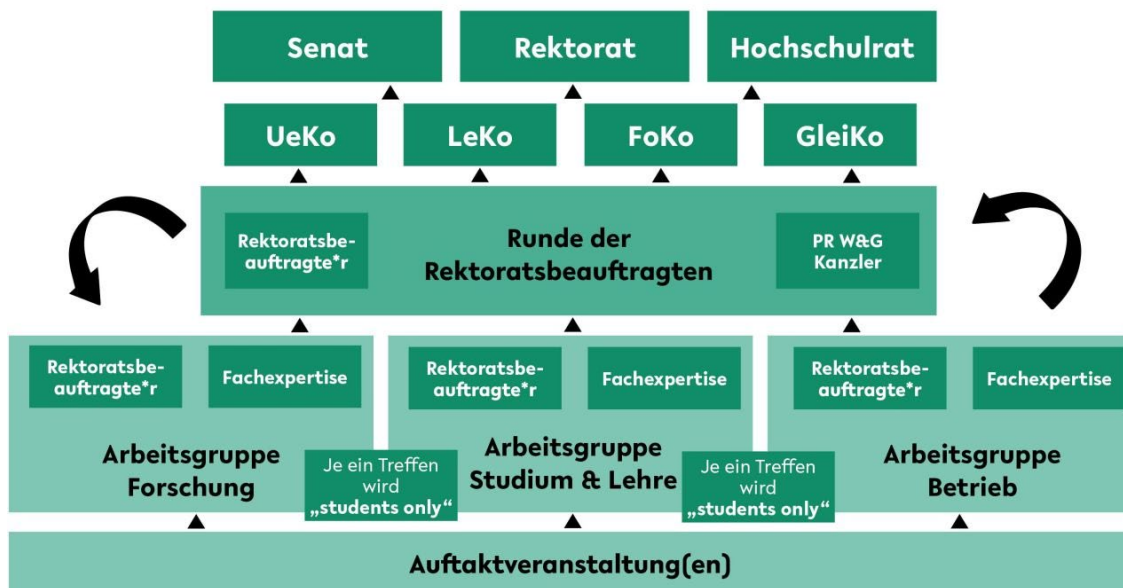 Senat
Rektorat
Hochschulrat
UeKo
LeKo
FoKo
GleiKo
Rektoratsbe-
auftragte*r
Runde der
Rektoratsbeauftragten
PR W&G
Kanzler
Rektoratsbe-
auftragte*r
Fachexpertise
Arbeitsgruppe
Forschung
Je ein Treffen
wird
„students only“
Rektoratsbe-
auftragte*r
Fachexpertise
Arbeitsgruppe
Studium & Lehre
Je ein Treffen
wird
„students only“
Rektoratsbe-
auftragte*r
Fachexpertise
Arbeitsgruppe
Betrieb
Auftaktveranstaltung(en)